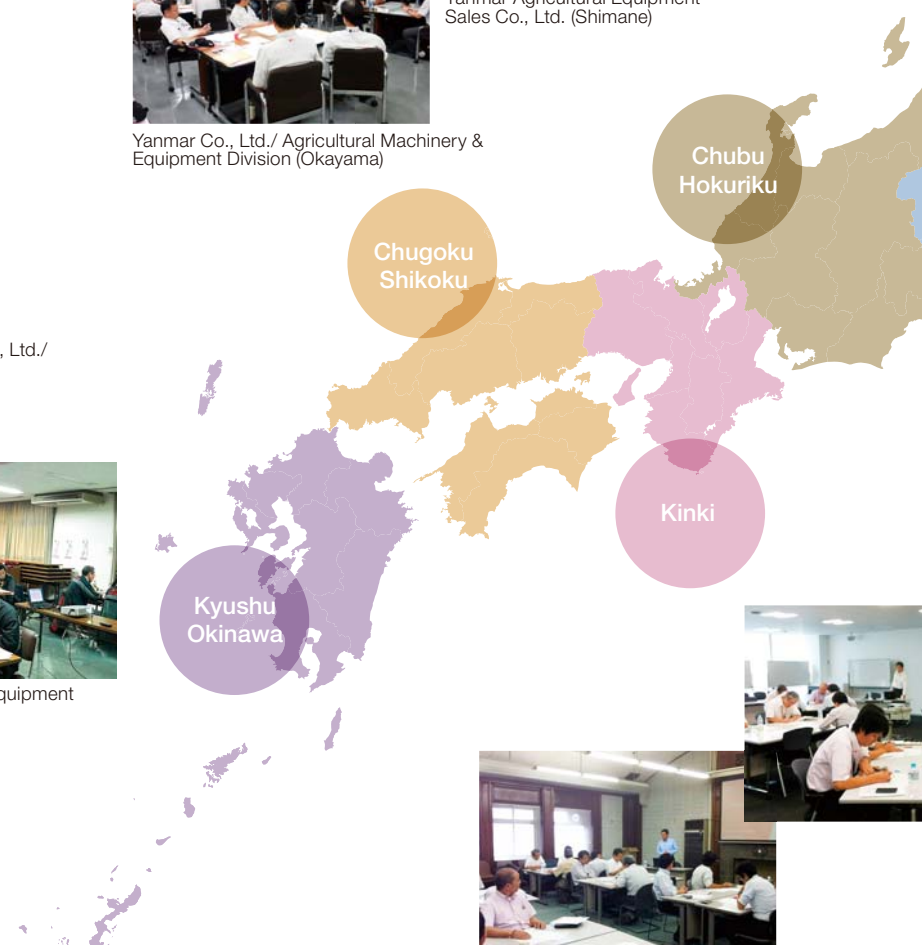 Sales Co., Ltd. (Shimane)
Yanmar Co., Ltd./ Agricultural Machinery &
Equipment Division (Okayama)
Chubu
Hokuriku
Chugoku
Shikoku
, Ltd./
Kinki
Kyushu
Okinawa
quipment